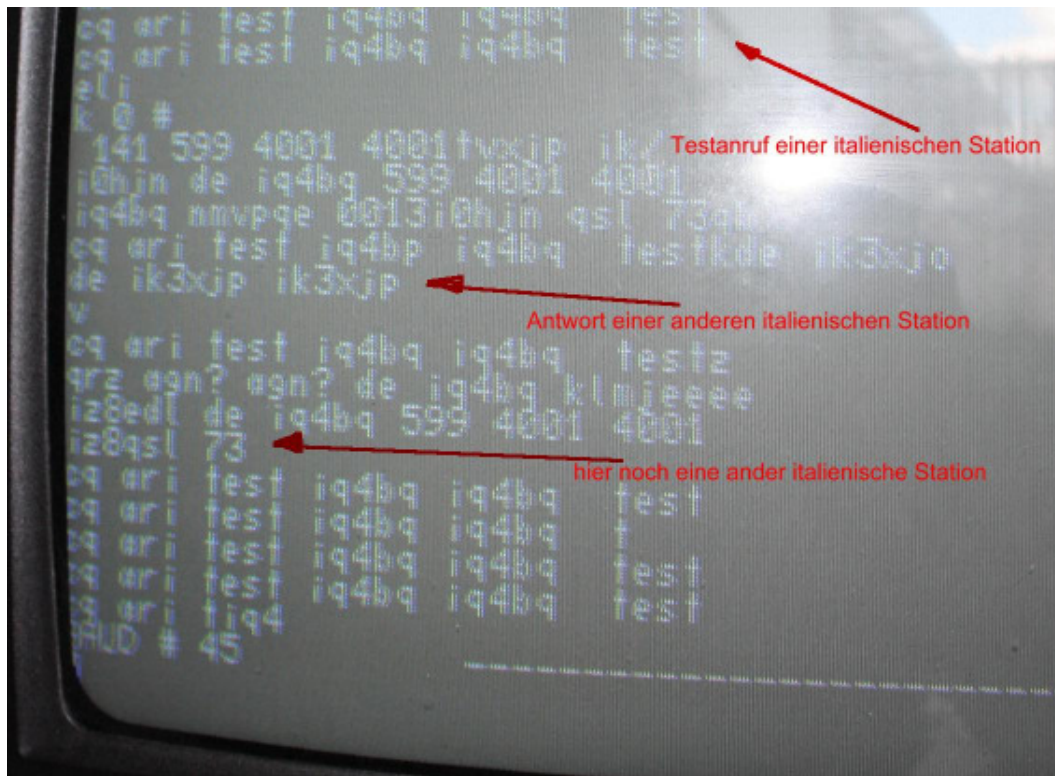 cq ari test iq4bq iq4bq test
cq ari test iq4bq iq4bq test
eli
k 0 #
Testanruf einer italienischen Station
141 599 4001 4001tvxjp ik/
i0hjn de iq4bq 599 4001 4001
iq4bq nmvpqe 0013i0hjn qsl
cq ari test iq4bp iq4bq testkde ik3xjo
de ik3xjp ik3xjp
v
Antwort einer anderen italienischen Station
cq ari test iq4bq iq4bq testz
qrz agn? agn? de iq4bq klmieeee
iz8edl de iq4bq 599 4001 4001
iz8qsl 73
hier noch eine ander italienische Station
cq ari test iq4bq iq4bq test
cq ari test iq4bq iq4bq t
cq ari test iq4bq iq4bq test
cq ari test iq4bq iq4bq test
cq ari tiq4
BAUD # 45